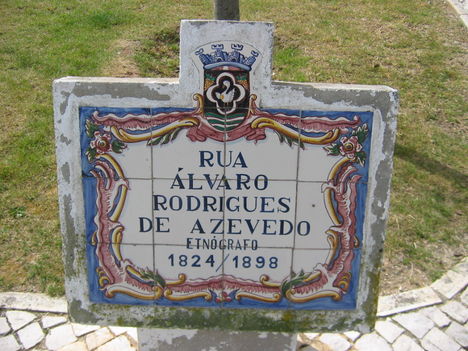 RUA
ÁLVARO
RODRIGUES
DE AZEVEDO
ETNÓGRAFO
1824/1898